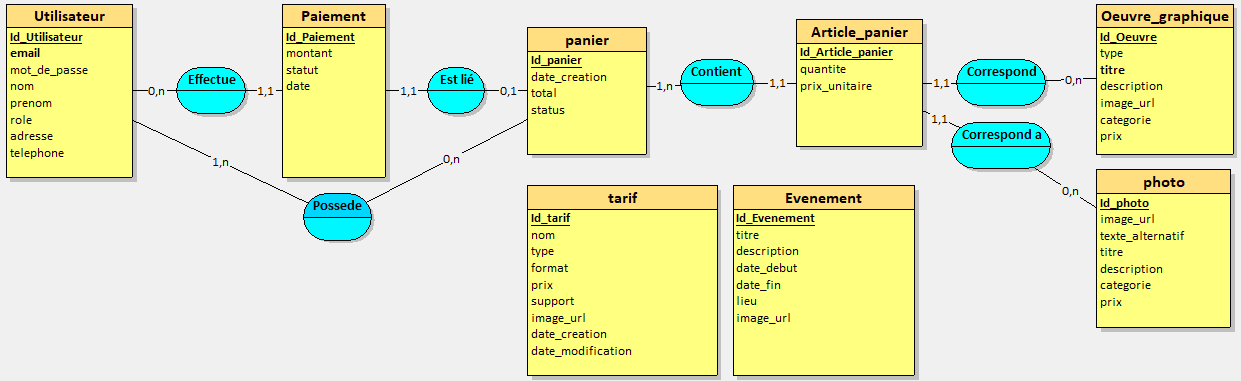 Utilisateur
Id_Utilisateur
email
mot_de_passe
nom
prenom
role
adresse
telephone
0,n
Effectue
1,1
Paiement
Id_Paiement
montant
statut
date
1,1
Est lié
0,1
panier
Id_panier
date_creation
total
status
1,n
Contient
1,1
Article_panier
Id_Article_panier
quantite
prix_unitaire
1,1
Correspond
0,n
Oeuvre_graphique
Id_Oeuvre
type
titre
description
image_url
categorie
prix
1,1
Correspond a
0,n
1,n
Possede
0,n
tarif
Id_tarif
nom
type
format
prix
support
image_url
date_creation
date_modification
Evenement
Id_Evenement
titre
description
date_debut
date_fin
lieu
image_url
photo
Id_photo
image_url
texte_alternatif
titre
description
categorie
prix